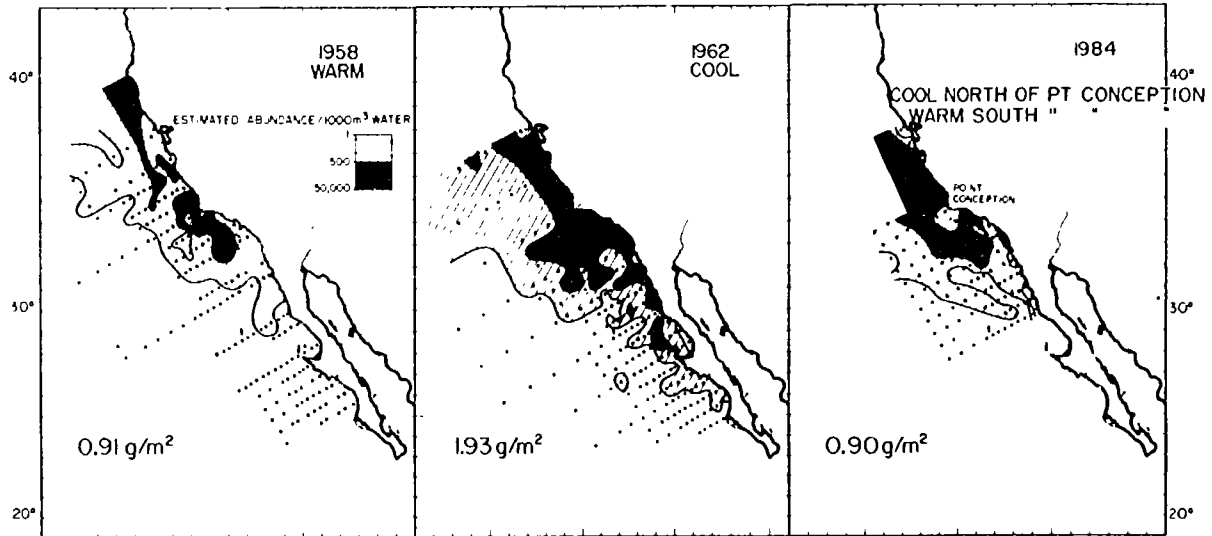 1958
WARM
ESTIMATED ABUNDANCE/1000m³ WATER
1
500
50,000
40°
30°
20°
0.91 g/m²
1962
COOL
1.93 g/m²
1984
COOL NORTH OF PT CONCEPTION
WARM SOUTH " "
POINT
CONCEPTION
0.90 g/m²
40°
30°
20°